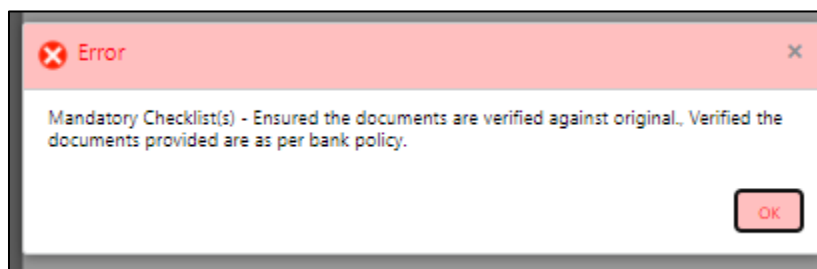 Error
Mandatory Checklist(s) - Ensured the documents are verified against original., Verified the
documents provided are as per bank policy.
OK